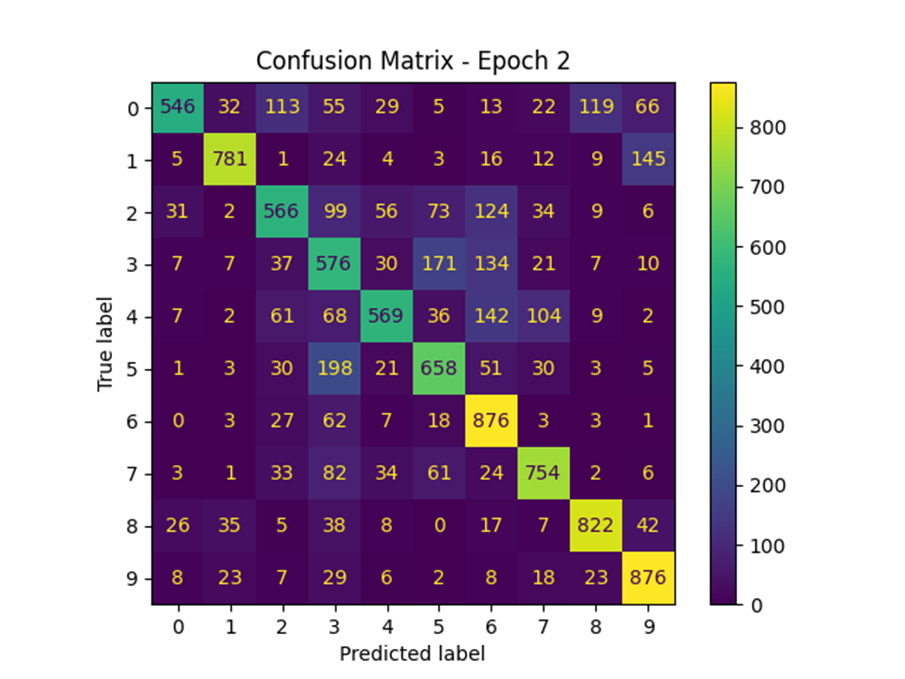 Confusion Matrix - Epoch 2
0 546 32 113 55 29 5 13 22 119 66
1 5 781 1 24 4 3 16 12 9 145
2 31 2 566 99 56 73 124 34 9 6
3 7 7 37 576 30 171 134 21 7 10
4 7 2 61 68 569 36 142 104 9 2
5 1 3 30 198 21 658 51 30 3 5
6 0 3 27 62 7 18 876 3 3 1
7 3 1 33 82 34 61 24 754 2 6
8 26 35 5 38 8 0 17 7 822 42
9 8 23 7 29 6 2 8 18 23 876
0 1 2 3 4 5 6 7 8 9
Predicted label
True label
800
700
600
500
400
300
200
100
0